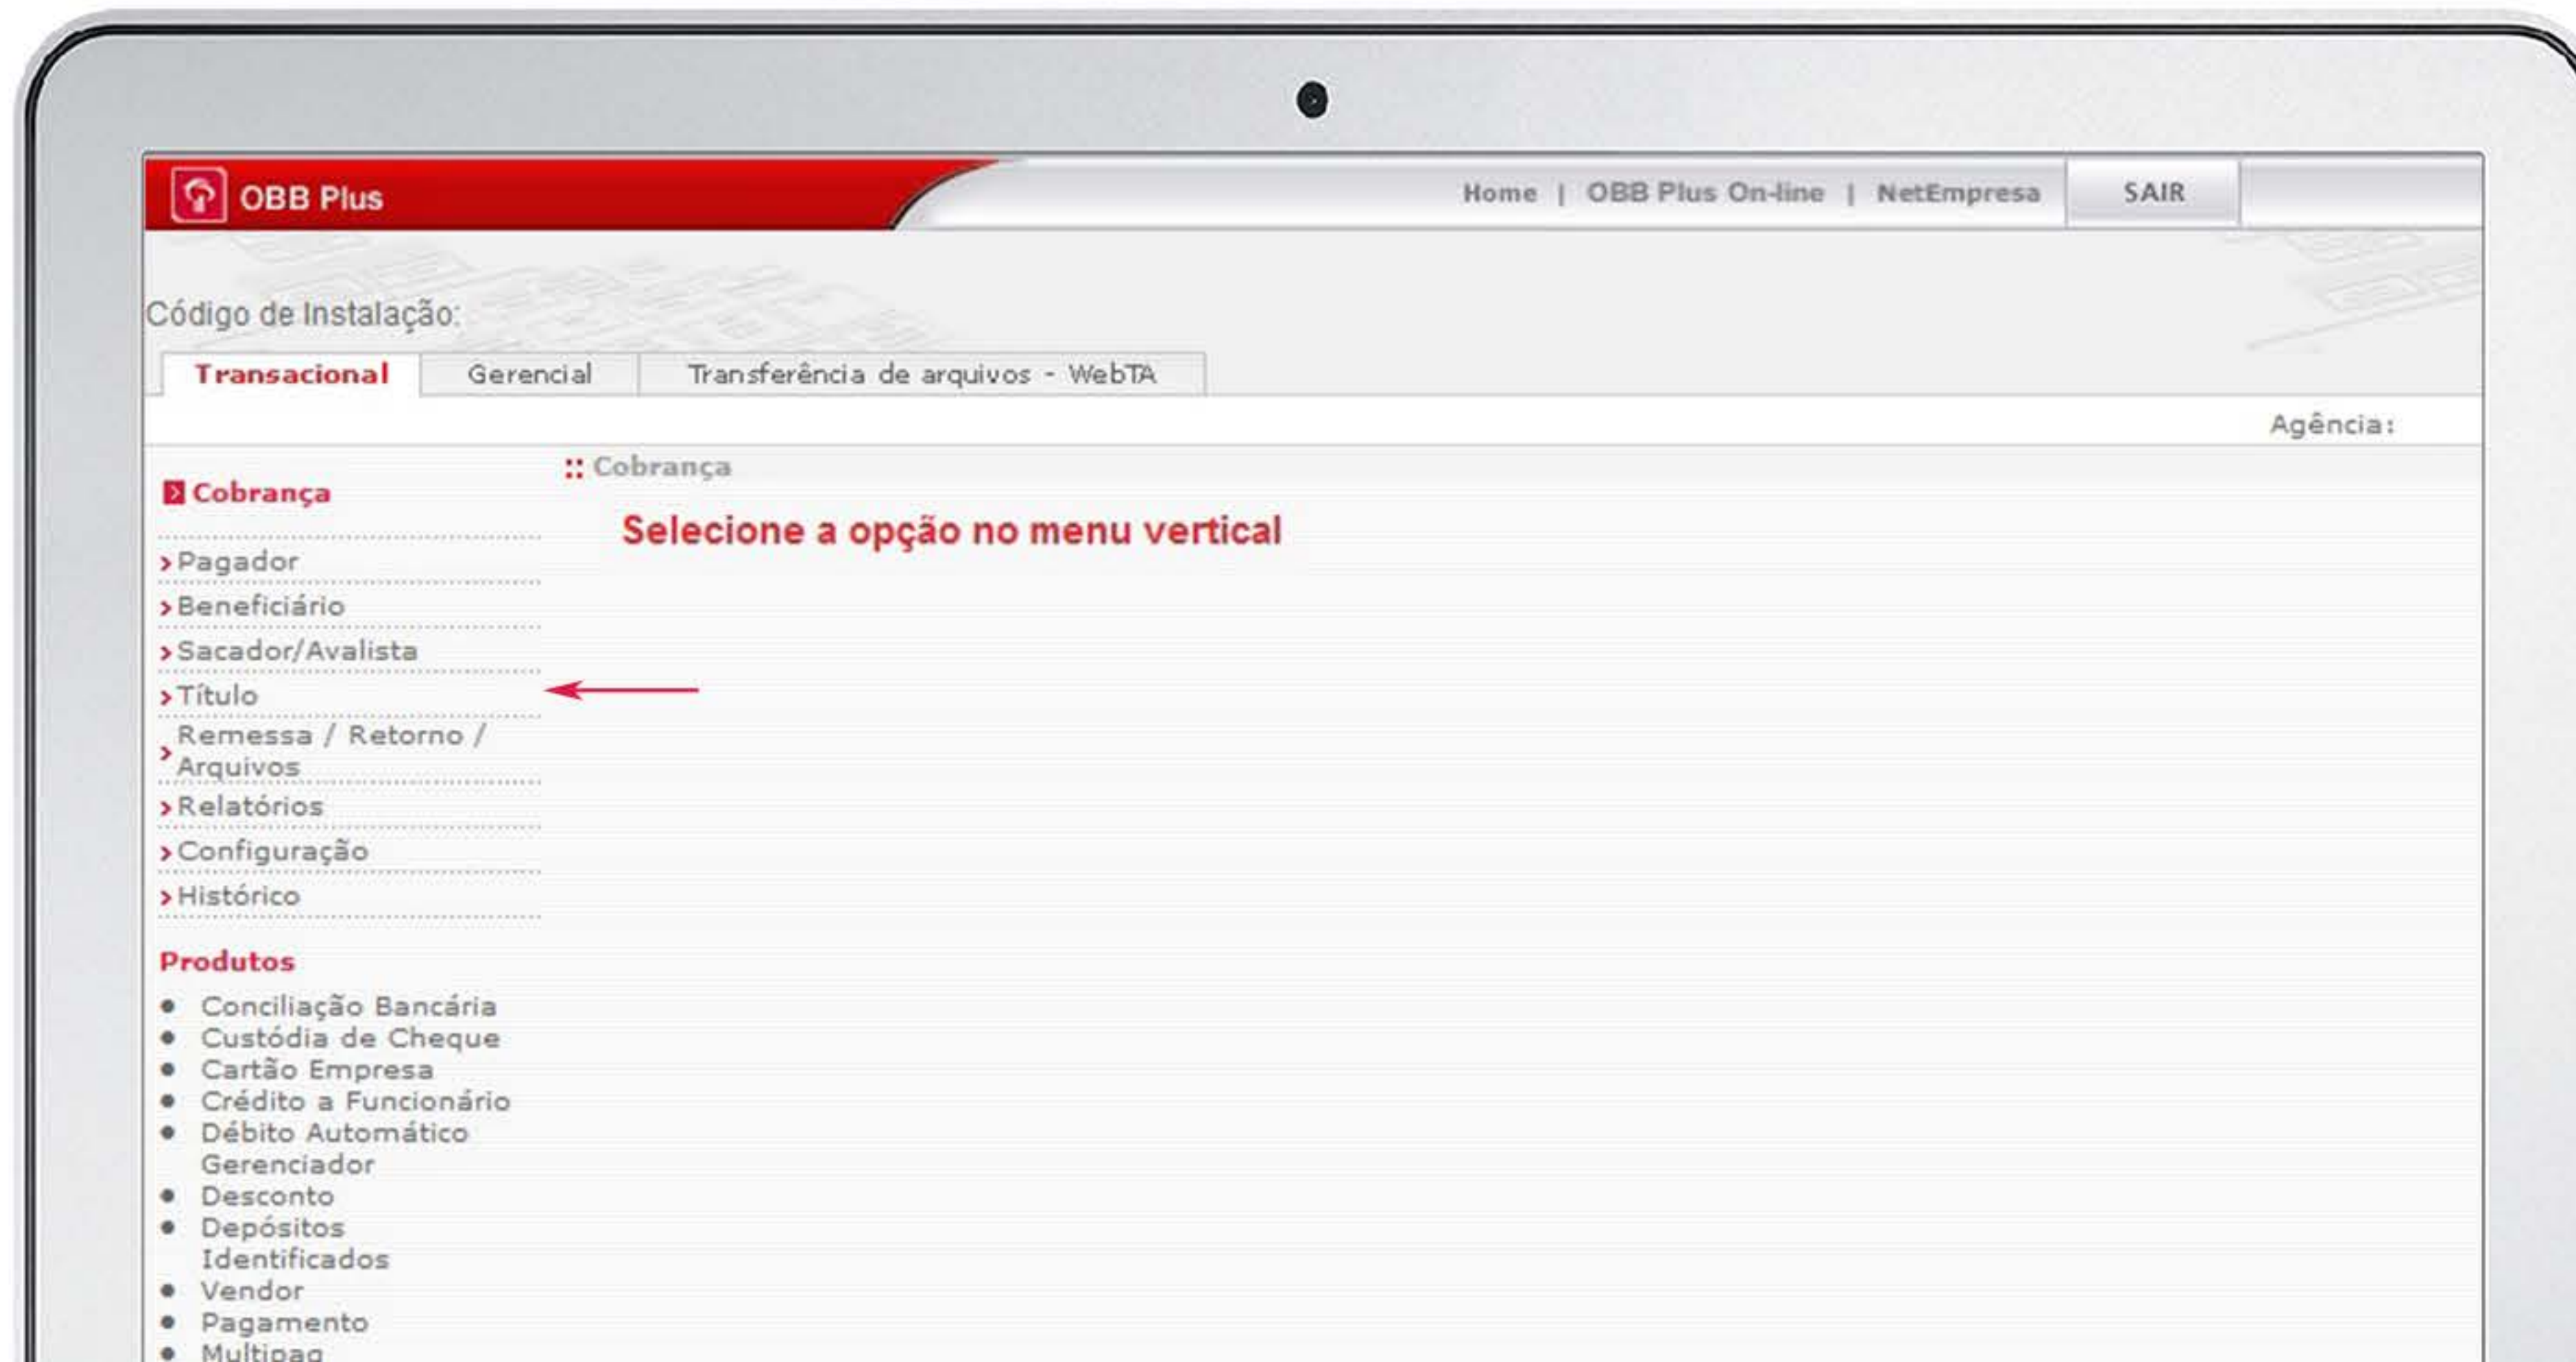 OBB Plus
Home | OBB Plus On-line | NetEmpresa
SAIR
Código de Instalação:
Transacional
Gerencial
Transferência de arquivos - WebTA
Agência:
Cobrança
:: Cobrança
Selecione a opção no menu vertical
Pagador
Beneficiário
Sacador/Avalista
Título
Remessa / Retorno /
Arquivos
Relatórios
Configuração
Histórico
Produtos
• Conciliação Bancária
• Custódia de Cheque
• Cartão Empresa
• Crédito a Funcionário
• Débito Automático
Gerenciador
• Desconto
• Depósitos
Identificados
• Vendor
• Pagamento
• Multipag